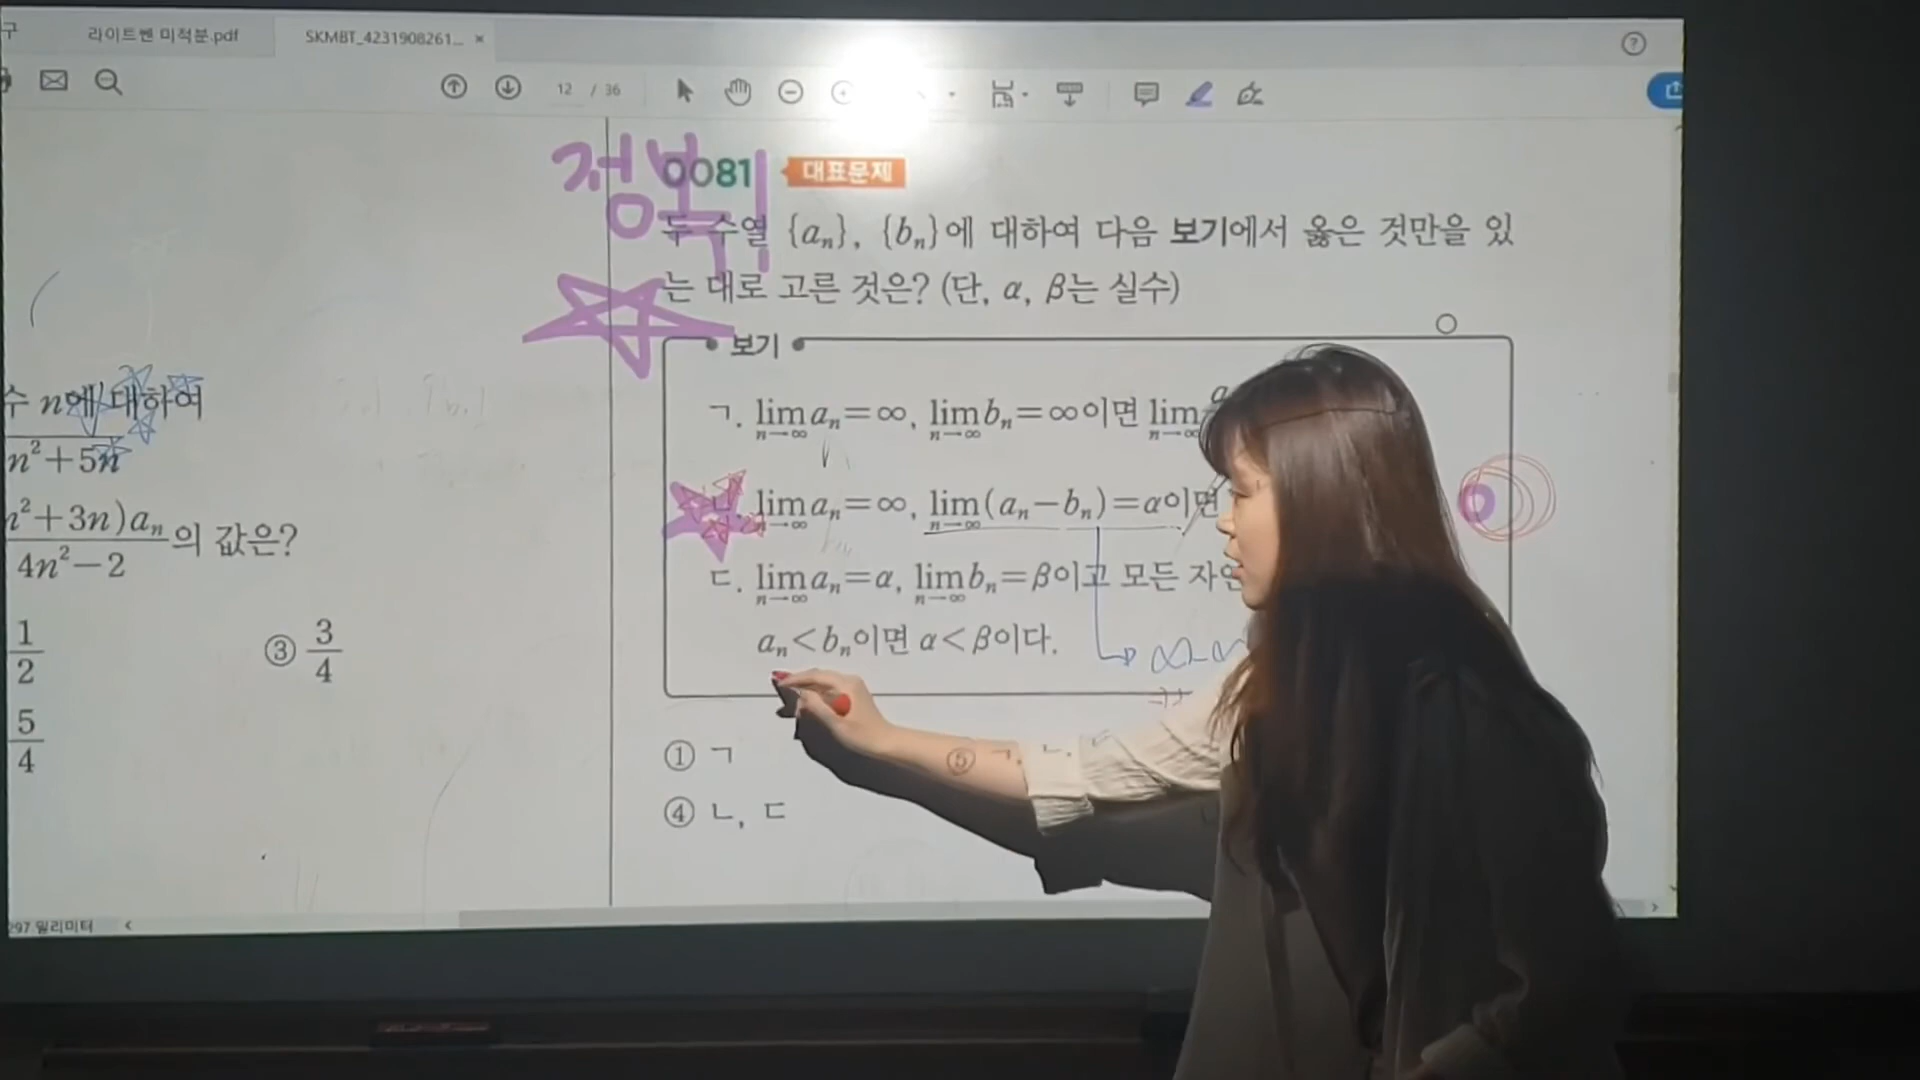 구
라이트쎈 미적분.pdf
SKMBT_4231908261... ×
12 / 36
정복!
0081 대표문제
두 수열 {aₙ}, {bₙ}에 대하여 다음 보기에서 옳은 것만을 있
는 대로 고른 것은? (단, α, β는 실수)
보기
ㄱ. lim aₙ=∞, lim bₙ=∞이면 lim a
n→∞ n→∞ n→∞
ㄴ. lim aₙ=∞, lim (aₙ−bₙ)=α이면
n→∞ n→∞
ㄷ. lim aₙ=α, lim bₙ=β이고 모든 자연
n→∞ n→∞
aₙ<bₙ이면 α<β이다.
∞−∞
① ㄱ
⑤ ㄱ, ㄴ, ㄷ
④ ㄴ, ㄷ
수 n에 대하여
n²+5n
n²+3n)aₙ
4n²−2
의 값은?
1/2
③ 3/4
5/4
297 밀리미터